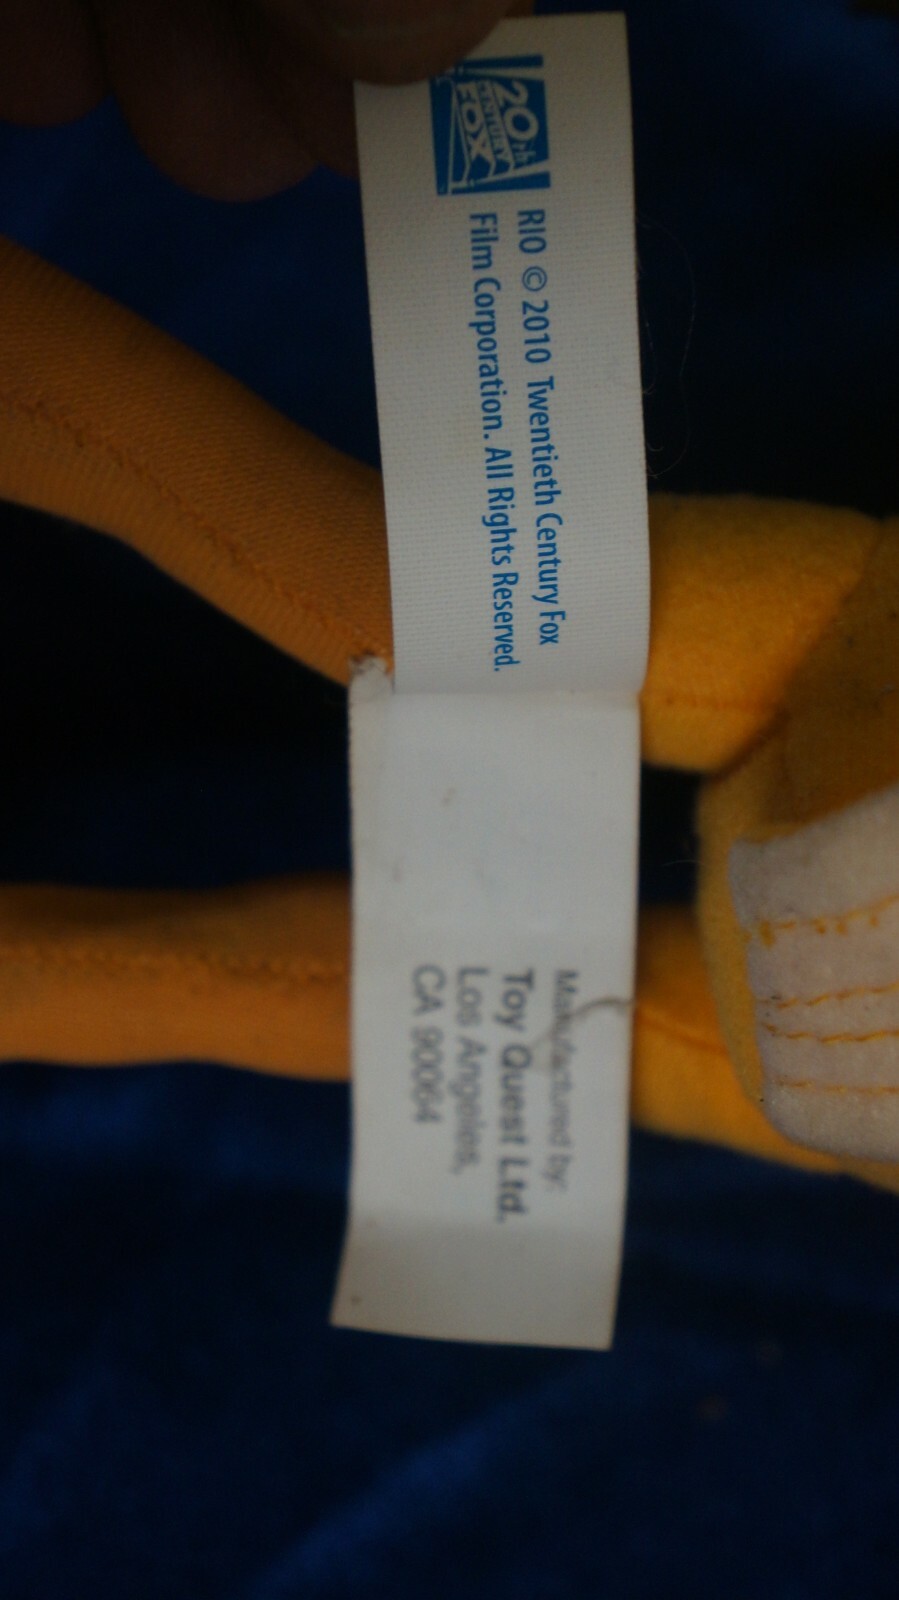 20th
CENTURY
FOX
RIO © 2010 Twentieth Century Fox
Film Corporation. All Rights Reserved.
Manufactured by:
Toy Quest Ltd.
Los Angeles,
CA 90064